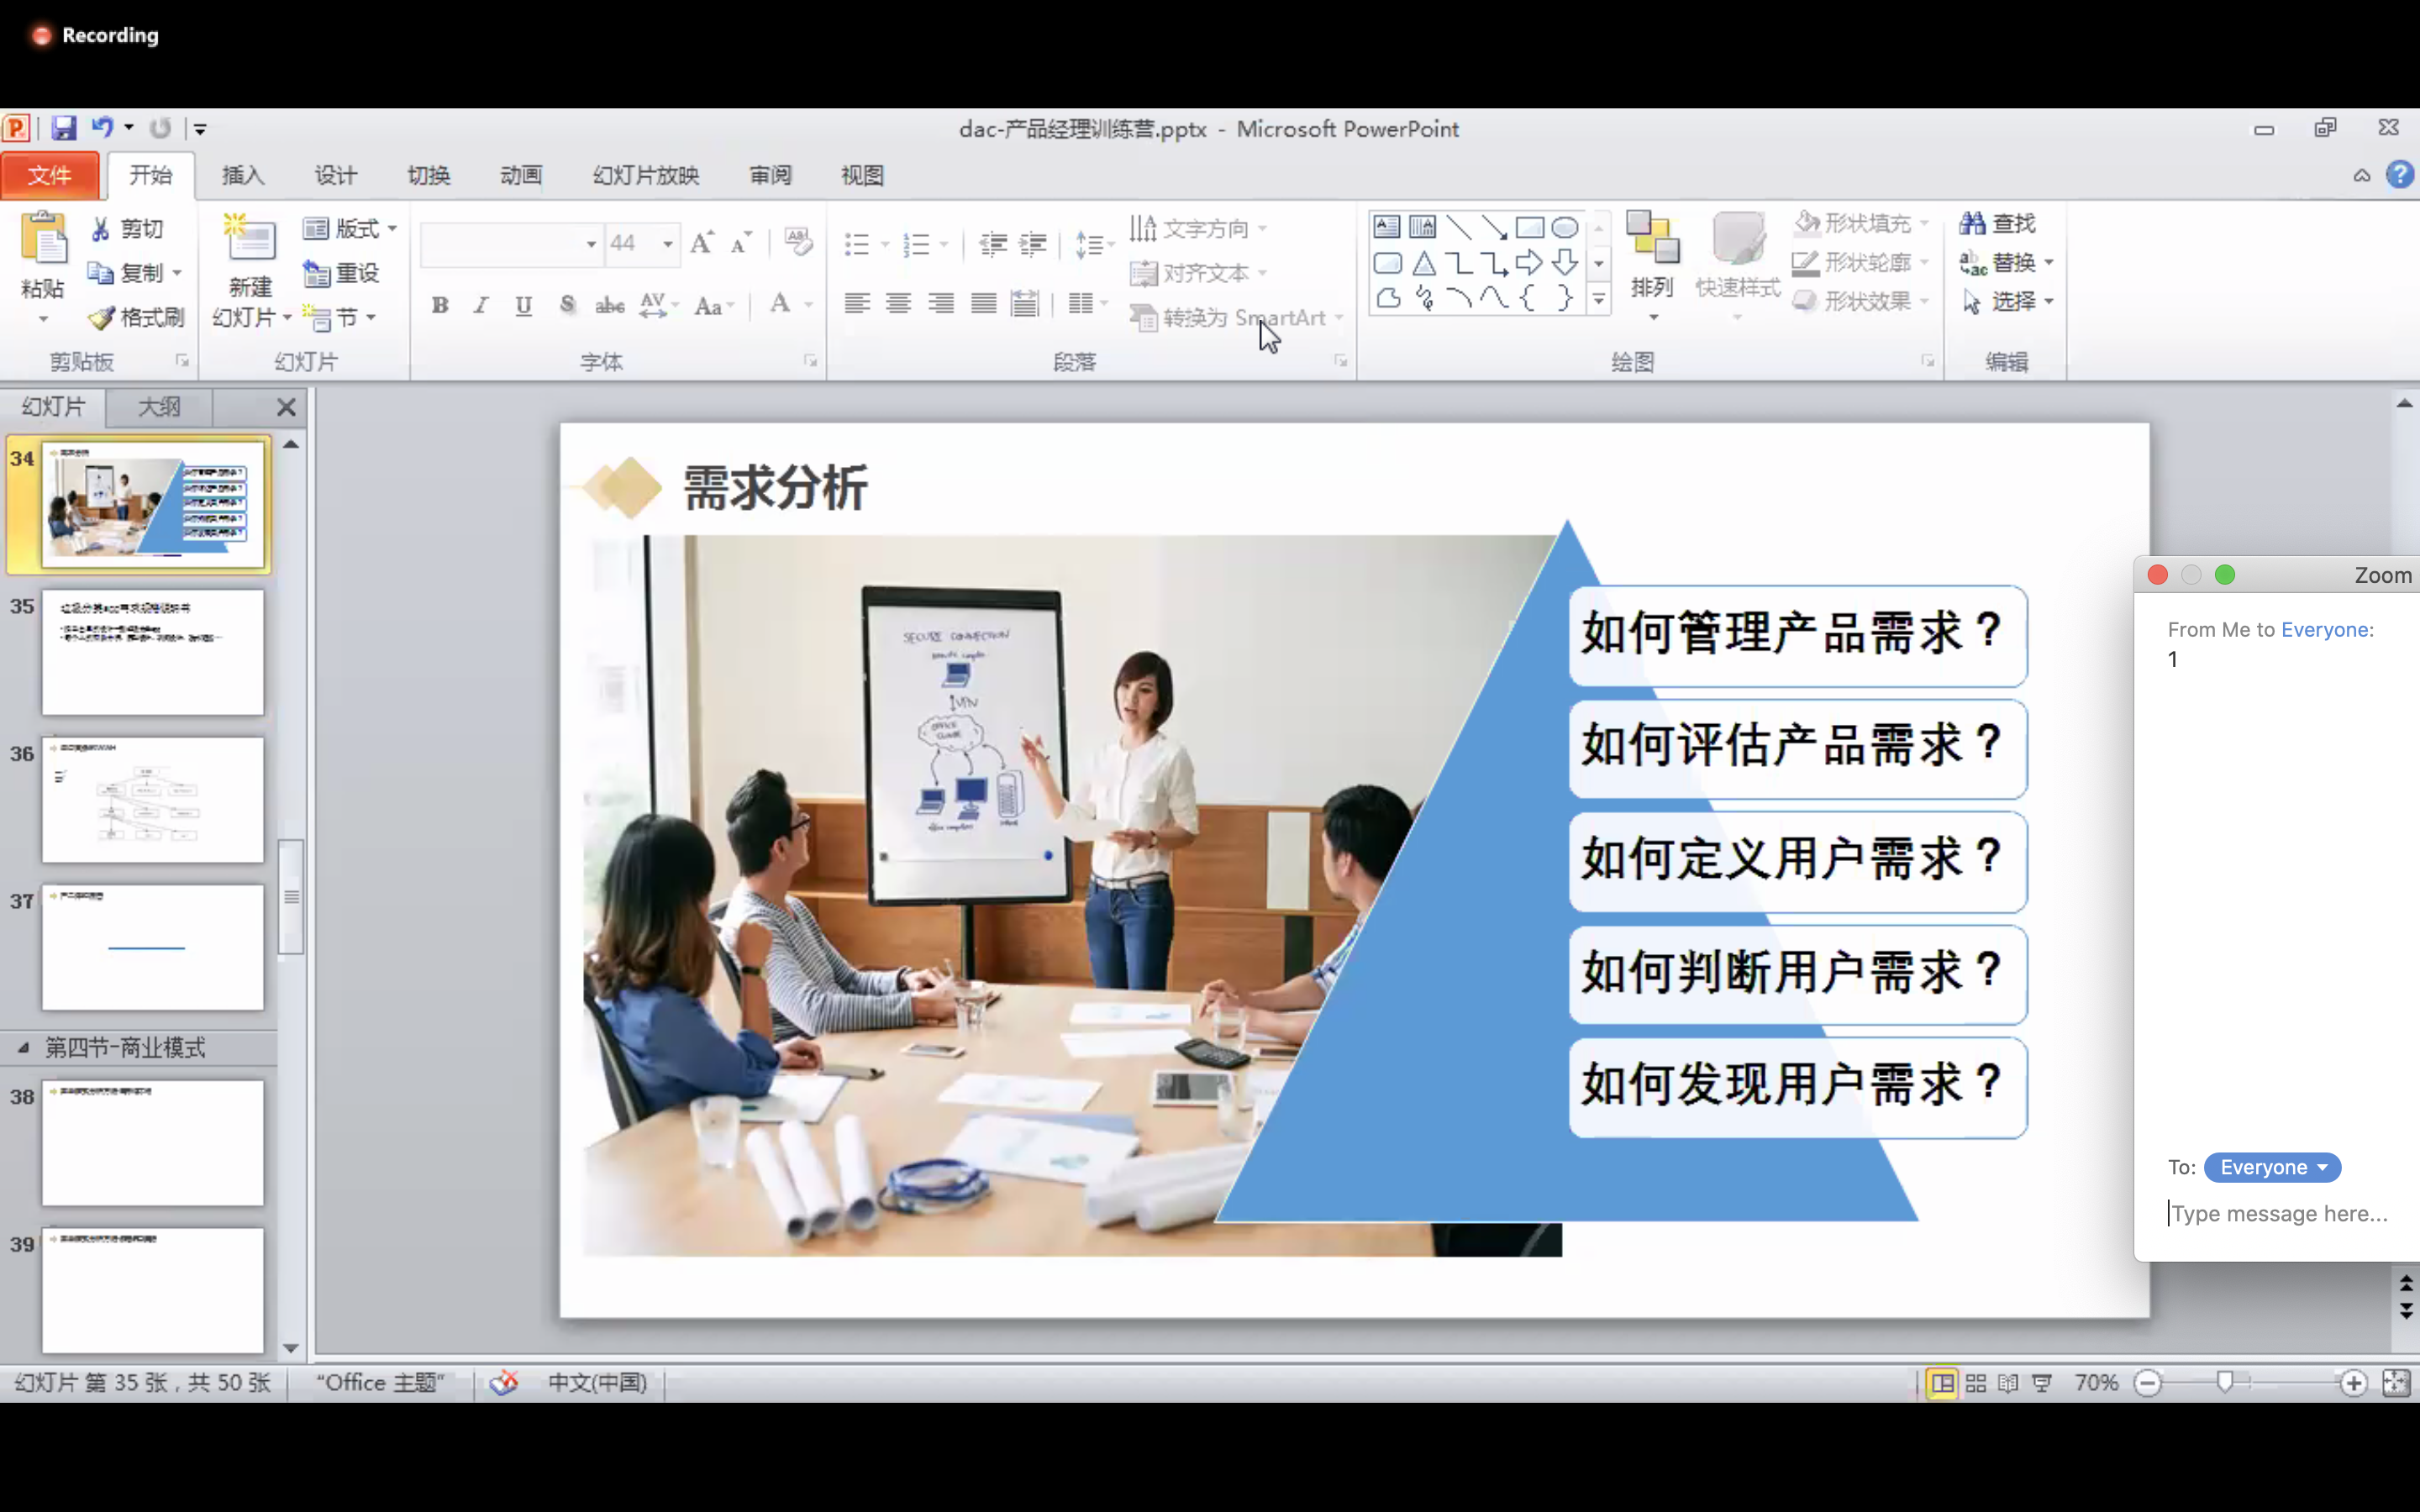 Recording
dac-产品经理训练营.pptx - Microsoft PowerPoint
文件 开始 插入 设计 切换 动画 幻灯片放映 审阅 视图
粘贴
剪切
复制
格式刷
剪贴板
新建
幻灯片
版式
重设
节
幻灯片
44
字体
文字方向
对齐文本
转换为 SmartArt
段落
排列
快速样式
形状填充
形状轮廓
形状效果
绘图
查找
替换
选择
编辑
幻灯片 大纲
34
35
36
37
第四节-商业模式
38
39
需求分析
SECURE CONNECTION
VPN
如何管理产品需求？
如何评估产品需求？
如何定义用户需求？
如何判断用户需求？
如何发现用户需求？
Zoom
From Me to Everyone:
1
To: Everyone
Type message here...
幻灯片 第 35 张，共 50 张 "Office 主题" 中文(中国) 70%